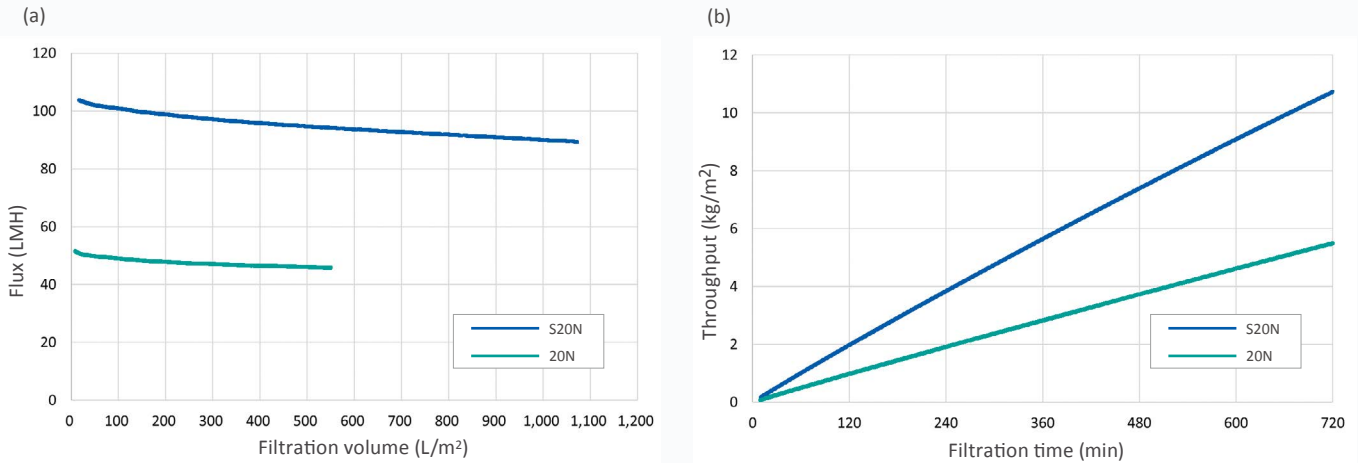 (a)
120
100
80
60
40
20
0
Flux (LMH)
0 100 200 300 400 500 600 700 800 900 1,000 1,100 1,200
Filtration volume (L/m²)
S20N
20N
(b)
12
10
8
6
4
2
0
Throughput (kg/m²)
0 120 240 360 480 600 720
Filtration time (min)
S20N
20N